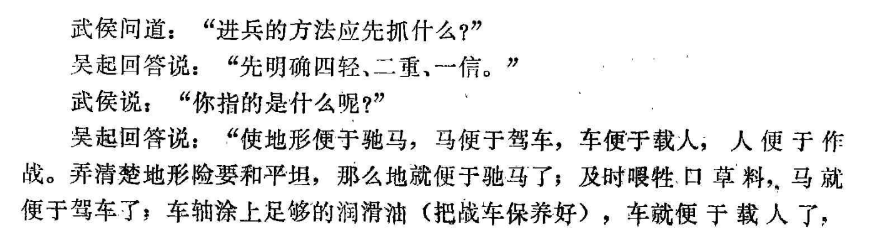 武侯问道：“进兵的方法应先抓什么?”
吴起回答说：“先明确四轻、二重、一信。”
武侯说：“你指的是什么呢?”
吴起回答说：“使地形便于驰马，马便于驾车，车便于载人，人便于作
战。弄清楚地形险要和平坦，那么地就便于驰马了；及时喂牲口草料，马就
便于驾车了；车轴涂上足够的润滑油（把战车保养好），车就便于载人了，